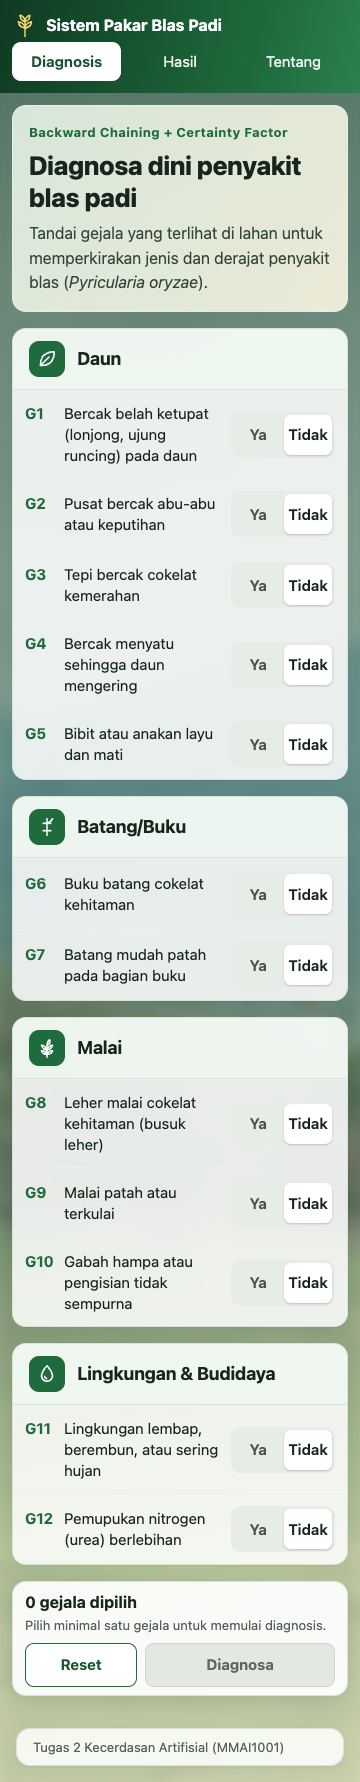 Sistem Pakar Blas Padi
Diagnosis
Hasil
Tentang
Backward Chaining + Certainty Factor
Diagnosa dini penyakit
blas padi
Tandai gejala yang terlihat di lahan untuk
memperkirakan jenis dan derajat penyakit
blas (Pyricularia oryzae).
Daun
G1
Bercak belah ketupat
(lonjong, ujung
runcing) pada daun
Ya
Tidak
G2
Pusat bercak abu-abu
atau keputihan
Ya
Tidak
G3
Tepi bercak cokelat
kemerahan
Ya
Tidak
G4
Bercak menyatu
sehingga daun
mengering
Ya
Tidak
G5
Bibit atau anakan layu
dan mati
Ya
Tidak
Batang/Buku
G6
Buku batang cokelat
kehitaman
Ya
Tidak
G7
Batang mudah patah
pada bagian buku
Ya
Tidak
Malai
G8
Leher malai cokelat
kehitaman (busuk
leher)
Ya
Tidak
G9
Malai patah atau
terkulai
Ya
Tidak
G10
Gabah hampa atau
pengisian tidak
sempurna
Ya
Tidak
Lingkungan & Budidaya
G11
Lingkungan lembap,
berembun, atau sering
hujan
Ya
Tidak
G12
Pemupukan nitrogen
(urea) berlebihan
Ya
Tidak
0 gejala dipilih
Pilih minimal satu gejala untuk memulai diagnosis.
Reset
Diagnosa
Tugas 2 Kecerdasan Artifisial (MMAI1001)